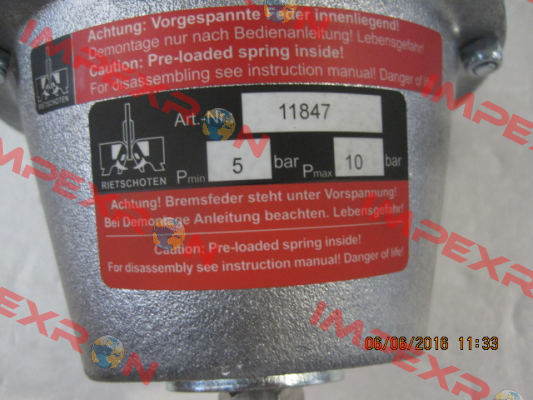 Achtung: Vorgespannte Feder innenliegend!
Demontage nur nach Bedienanleitung! Lebensgefahr!
Caution: Pre-loaded spring inside!
For disassembling see instruction manual! Danger of life!
Art.-Nr. 11847
RIETSCHOTEN
Pmin 5 bar Pmax 10 bar
Achtung! Bremsfeder steht unter Vorspannung!
Bei Demontage Anleitung beachten. Lebensgefahr!
Caution: Pre-loaded spring inside!
For disassembly see instruction manual! Danger of life!
IMPEXRON
06/06/2016 11:33